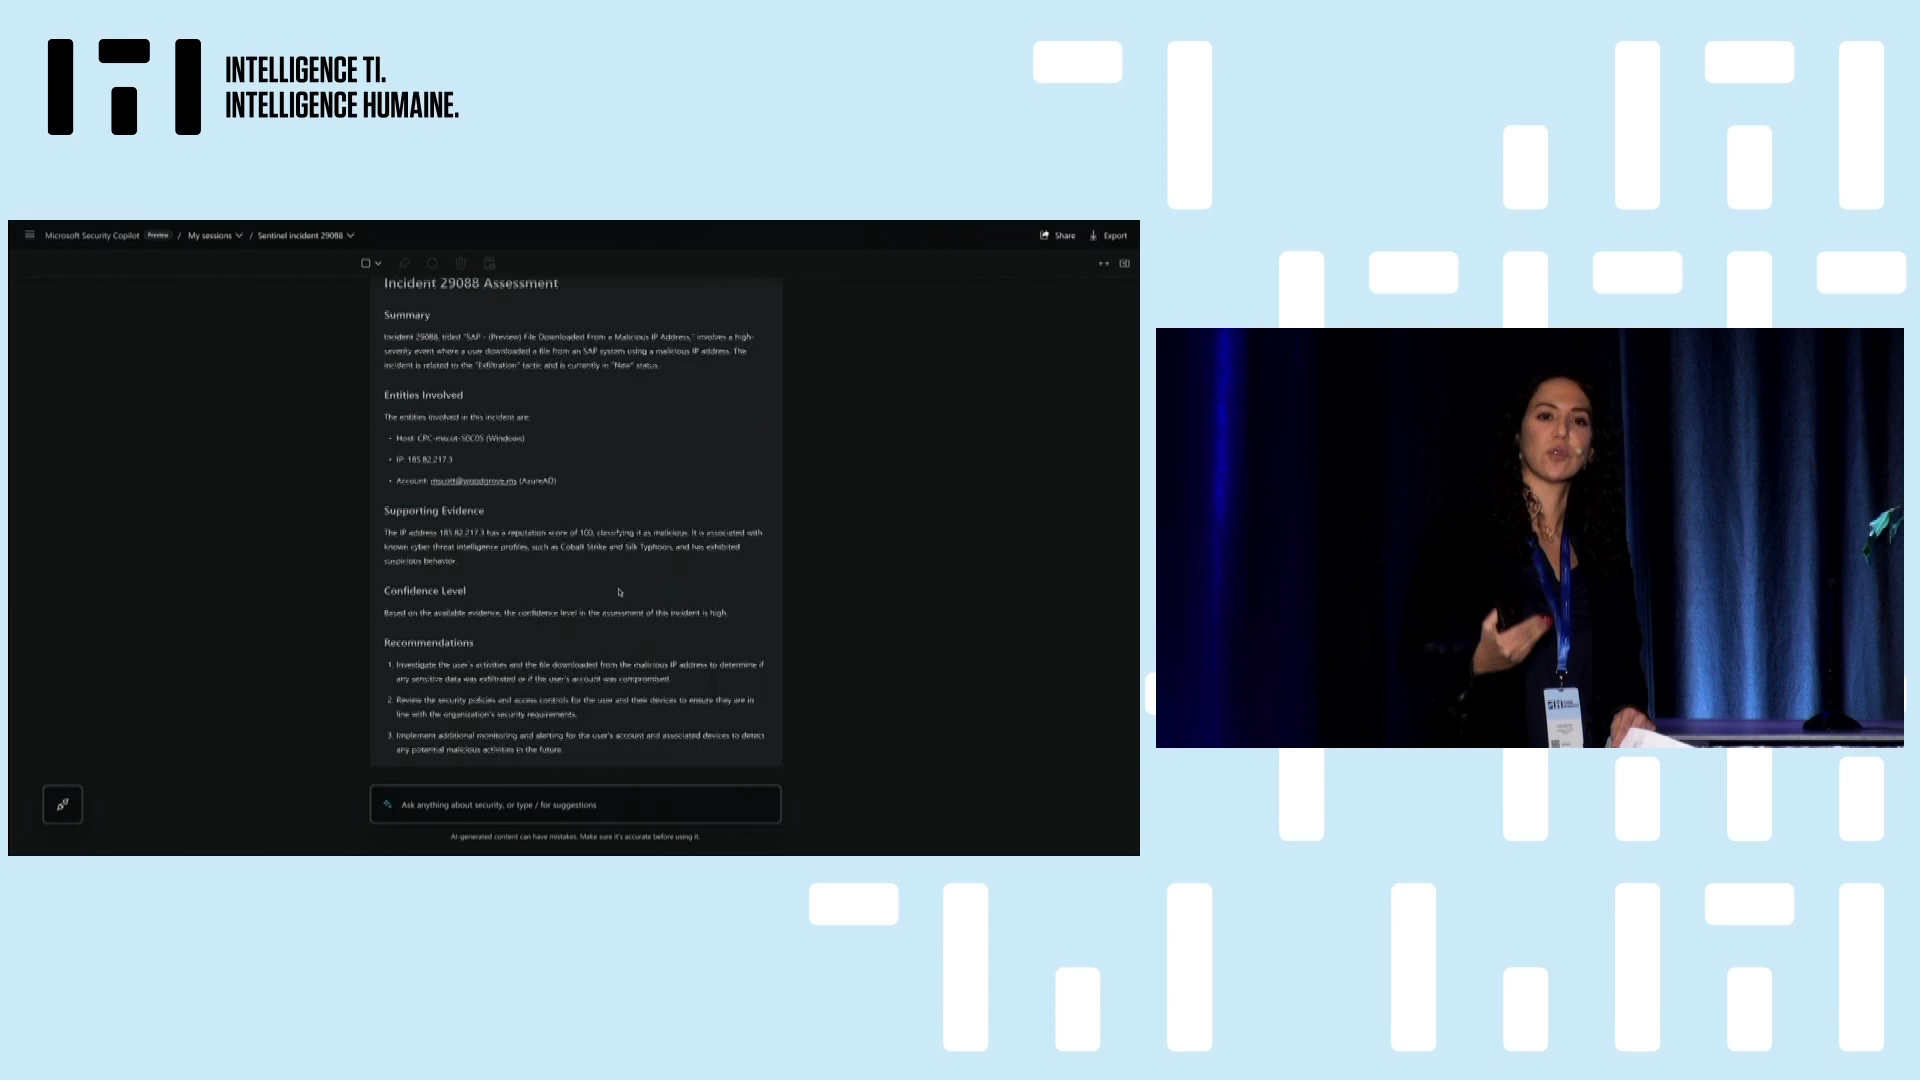 INTELLIGENCE TI.
INTELLIGENCE HUMAINE.
Microsoft Security Copilot Preview / My sessions / Sentinel incident 29088
Share Export
Incident 29088 Assessment
Summary
Incident 29088, titled "SAP - (Preview) File Downloaded From a Malicious IP Address," involves a high-
severity event where a user downloaded a file from an SAP system using a malicious IP address. The
incident is related to the "Exfiltration" tactic and is currently in "New" status.
Entities Involved
The entities involved in this incident are:
• Host: CPC-mscot-50C05 (Windows)
• IP: 185.82.217.3
• Account: mscott@woodgrove.ms (AzureAD)
Supporting Evidence
The IP address 185.82.217.3 has a reputation score of 100, classifying it as malicious. It is associated with
known cyber threat intelligence profiles, such as Cobalt Strike and Silk Typhoon, and has exhibited
suspicious behavior.
Confidence Level
Based on the available evidence, the confidence level in the assessment of this incident is high.
Recommendations
1. Investigate the user's activities and the file downloaded from the malicious IP address to determine if
any sensitive data was exfiltrated or if the user's account was compromised.
2. Review the security policies and access controls for the user and their devices to ensure they are in
line with the organization's security requirements.
3. Implement additional monitoring and alerting for the user's account and associated devices to detect
any potential malicious activities in the future.
Ask anything about security, or type / for suggestions
AI-generated content can have mistakes. Make sure it's accurate before using it.